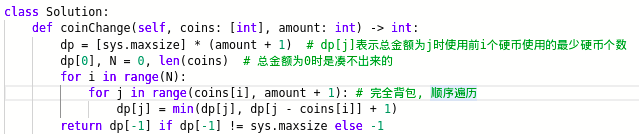 class Solution:
    def coinChange(self, coins: [int], amount: int) -> int:
        dp = [sys.maxsize] * (amount + 1)  # dp[j]表示总金额为j时使用前i个硬币使用的最少硬币个数
        dp[0], N = 0, len(coins)  # 总金额为0时是凑不出来的
        for i in range(N):
            for j in range(coins[i], amount + 1): # 完全背包, 顺序遍历
                dp[j] = min(dp[j], dp[j - coins[i]] + 1)
        return dp[-1] if dp[-1] != sys.maxsize else -1